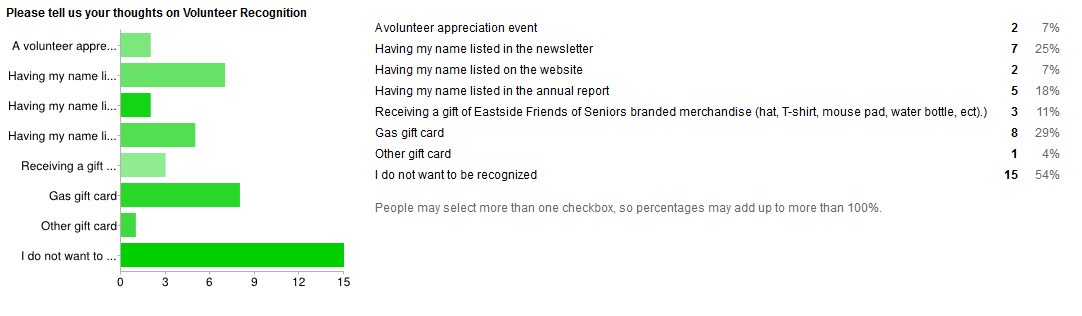 Please tell us your thoughts on Volunteer Recognition
A volunteer appre...
Having my name li...
Having my name li...
Having my name li...
Receiving a gift ...
Gas gift card
Other gift card
I do not want to ...
0 3 6 9 12 15
A volunteer appreciation event 2 7%
Having my name listed in the newsletter 7 25%
Having my name listed on the website 2 7%
Having my name listed in the annual report 5 18%
Receiving a gift of Eastside Friends of Seniors branded merchandise (hat, T-shirt, mouse pad, water bottle, ect).) 3 11%
Gas gift card 8 29%
Other gift card 1 4%
I do not want to be recognized 15 54%
People may select more than one checkbox, so percentages may add up to more than 100%.